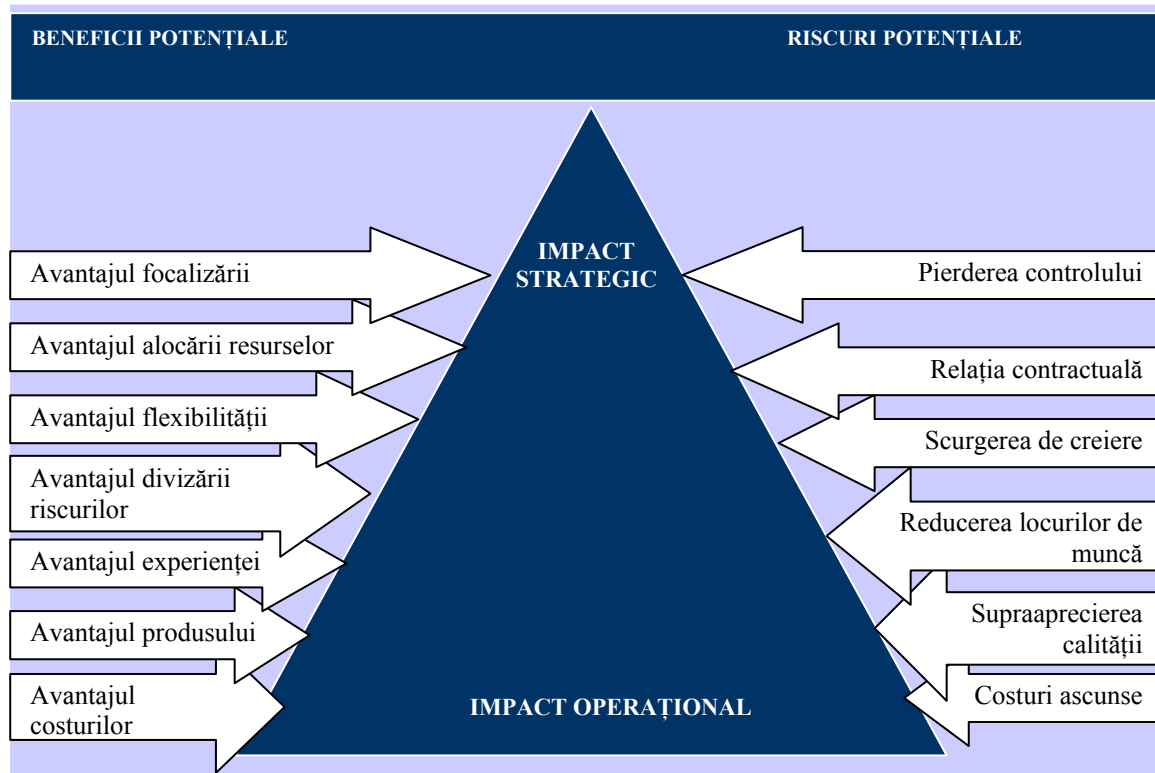 BENEFICII POTENȚIALE
RISCURI POTENȚIALE
IMPACT
STRATEGIC
Avantajul focalizării
Avantajul alocării resurselor
Avantajul flexibilității
Avantajul divizării
riscurilor
Avantajul experienței
Avantajul produsului
Avantajul
costurilor
Pierderea controlului
Relația contractuală
Scurgerea de creiere
Reducerea locurilor de
muncă
Supraaprecierea
calității
Costuri ascunse
IMPACT OPERAȚIONAL